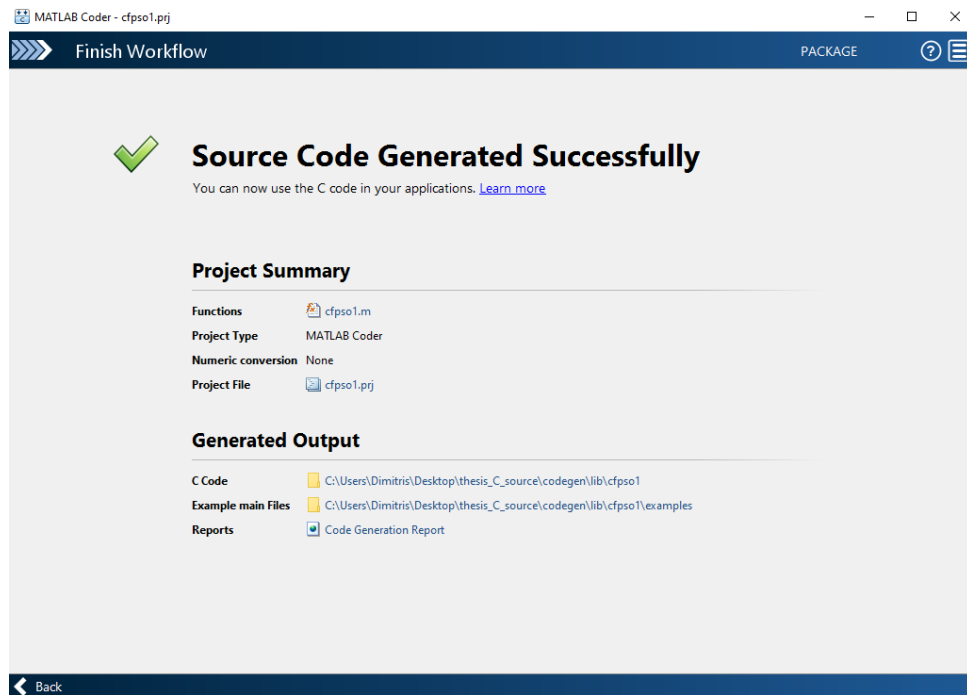 MATLAB Coder - cfpso1.prj
Finish Workflow PACKAGE
Source Code Generated Successfully
You can now use the C code in your applications. Learn more
Project Summary
Functions cfpso1.m
Project Type MATLAB Coder
Numeric conversion None
Project File cfpso1.prj
Generated Output
C Code C:\Users\Dimitris\Desktop\thesis_C_source\codegen\lib\cfpso1
Example main Files C:\Users\Dimitris\Desktop\thesis_C_source\codegen\lib\cfpso1\examples
Reports Code Generation Report
Back